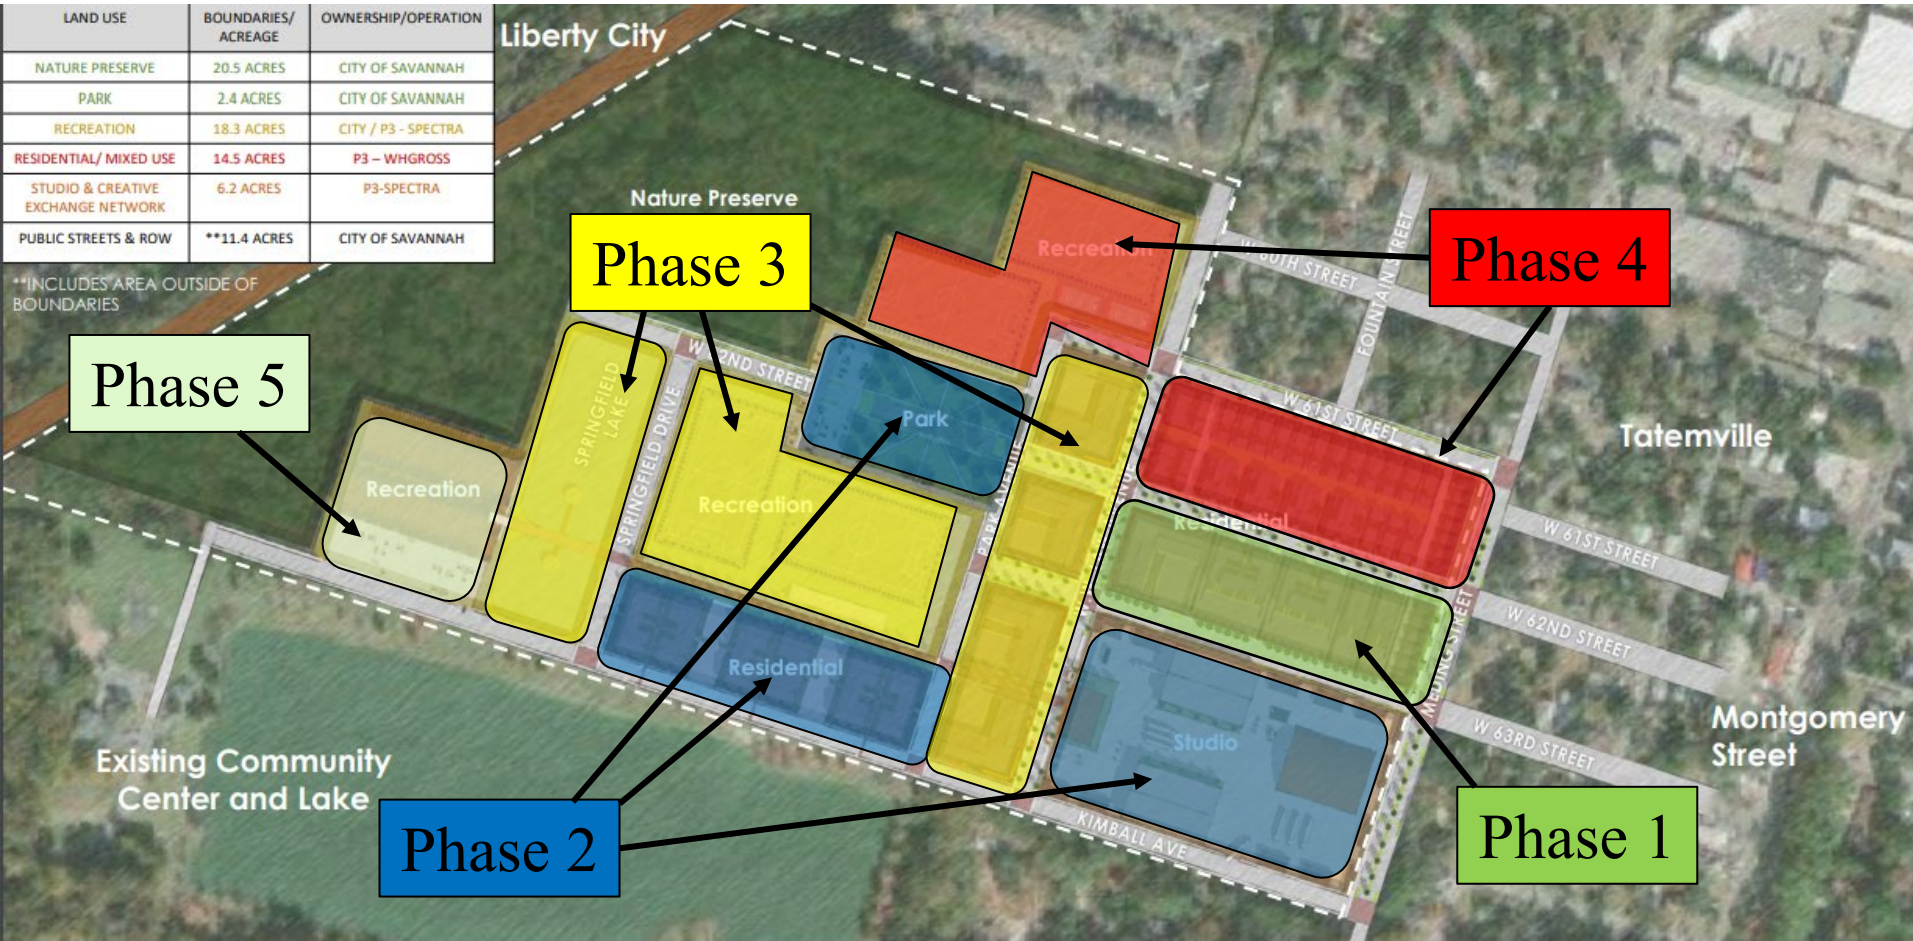 LAND USE
BOUNDARIES/
ACREAGE
OWNERSHIP/OPERATION
NATURE PRESERVE
20.5 ACRES
CITY OF SAVANNAH
PARK
2.4 ACRES
CITY OF SAVANNAH
RECREATION
18.3 ACRES
CITY / P3 - SPECTRA
RESIDENTIAL/ MIXED USE
14.5 ACRES
P3 – WHGROSS
STUDIO & CREATIVE
EXCHANGE NETWORK
6.2 ACRES
P3-SPECTRA
PUBLIC STREETS & ROW
**11.4 ACRES
CITY OF SAVANNAH
**INCLUDES AREA OUTSIDE OF
BOUNDARIES
Liberty City
Nature Preserve
Phase 3
Phase 4
Phase 5
Recreation
W 60TH STREET
FOUNTAIN STREET
SPRINGFIELD
LAKE
SPRINGFIELD DRIVE
W 62ND STREET
Park
W 61ST STREET
Tatemville
Recreation
Recreation
PARK AVENUE
Residential
W 61ST STREET
W 62ND STREET
MEDING STREET
Residential
Studio
W 63RD STREET
Montgomery
Street
Existing Community
Center and Lake
Phase 2
KIMBALL AVE
Phase 1